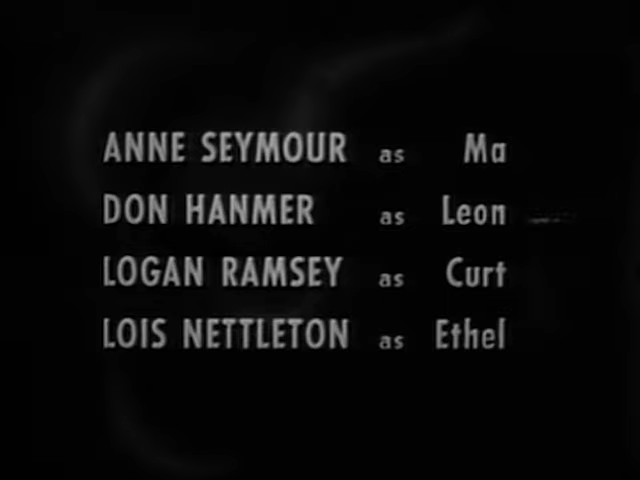 ANNE SEYMOUR as Ma
DON HANMER as Leon
LOGAN RAMSEY as Curt
LOIS NETTLETON as Ethel